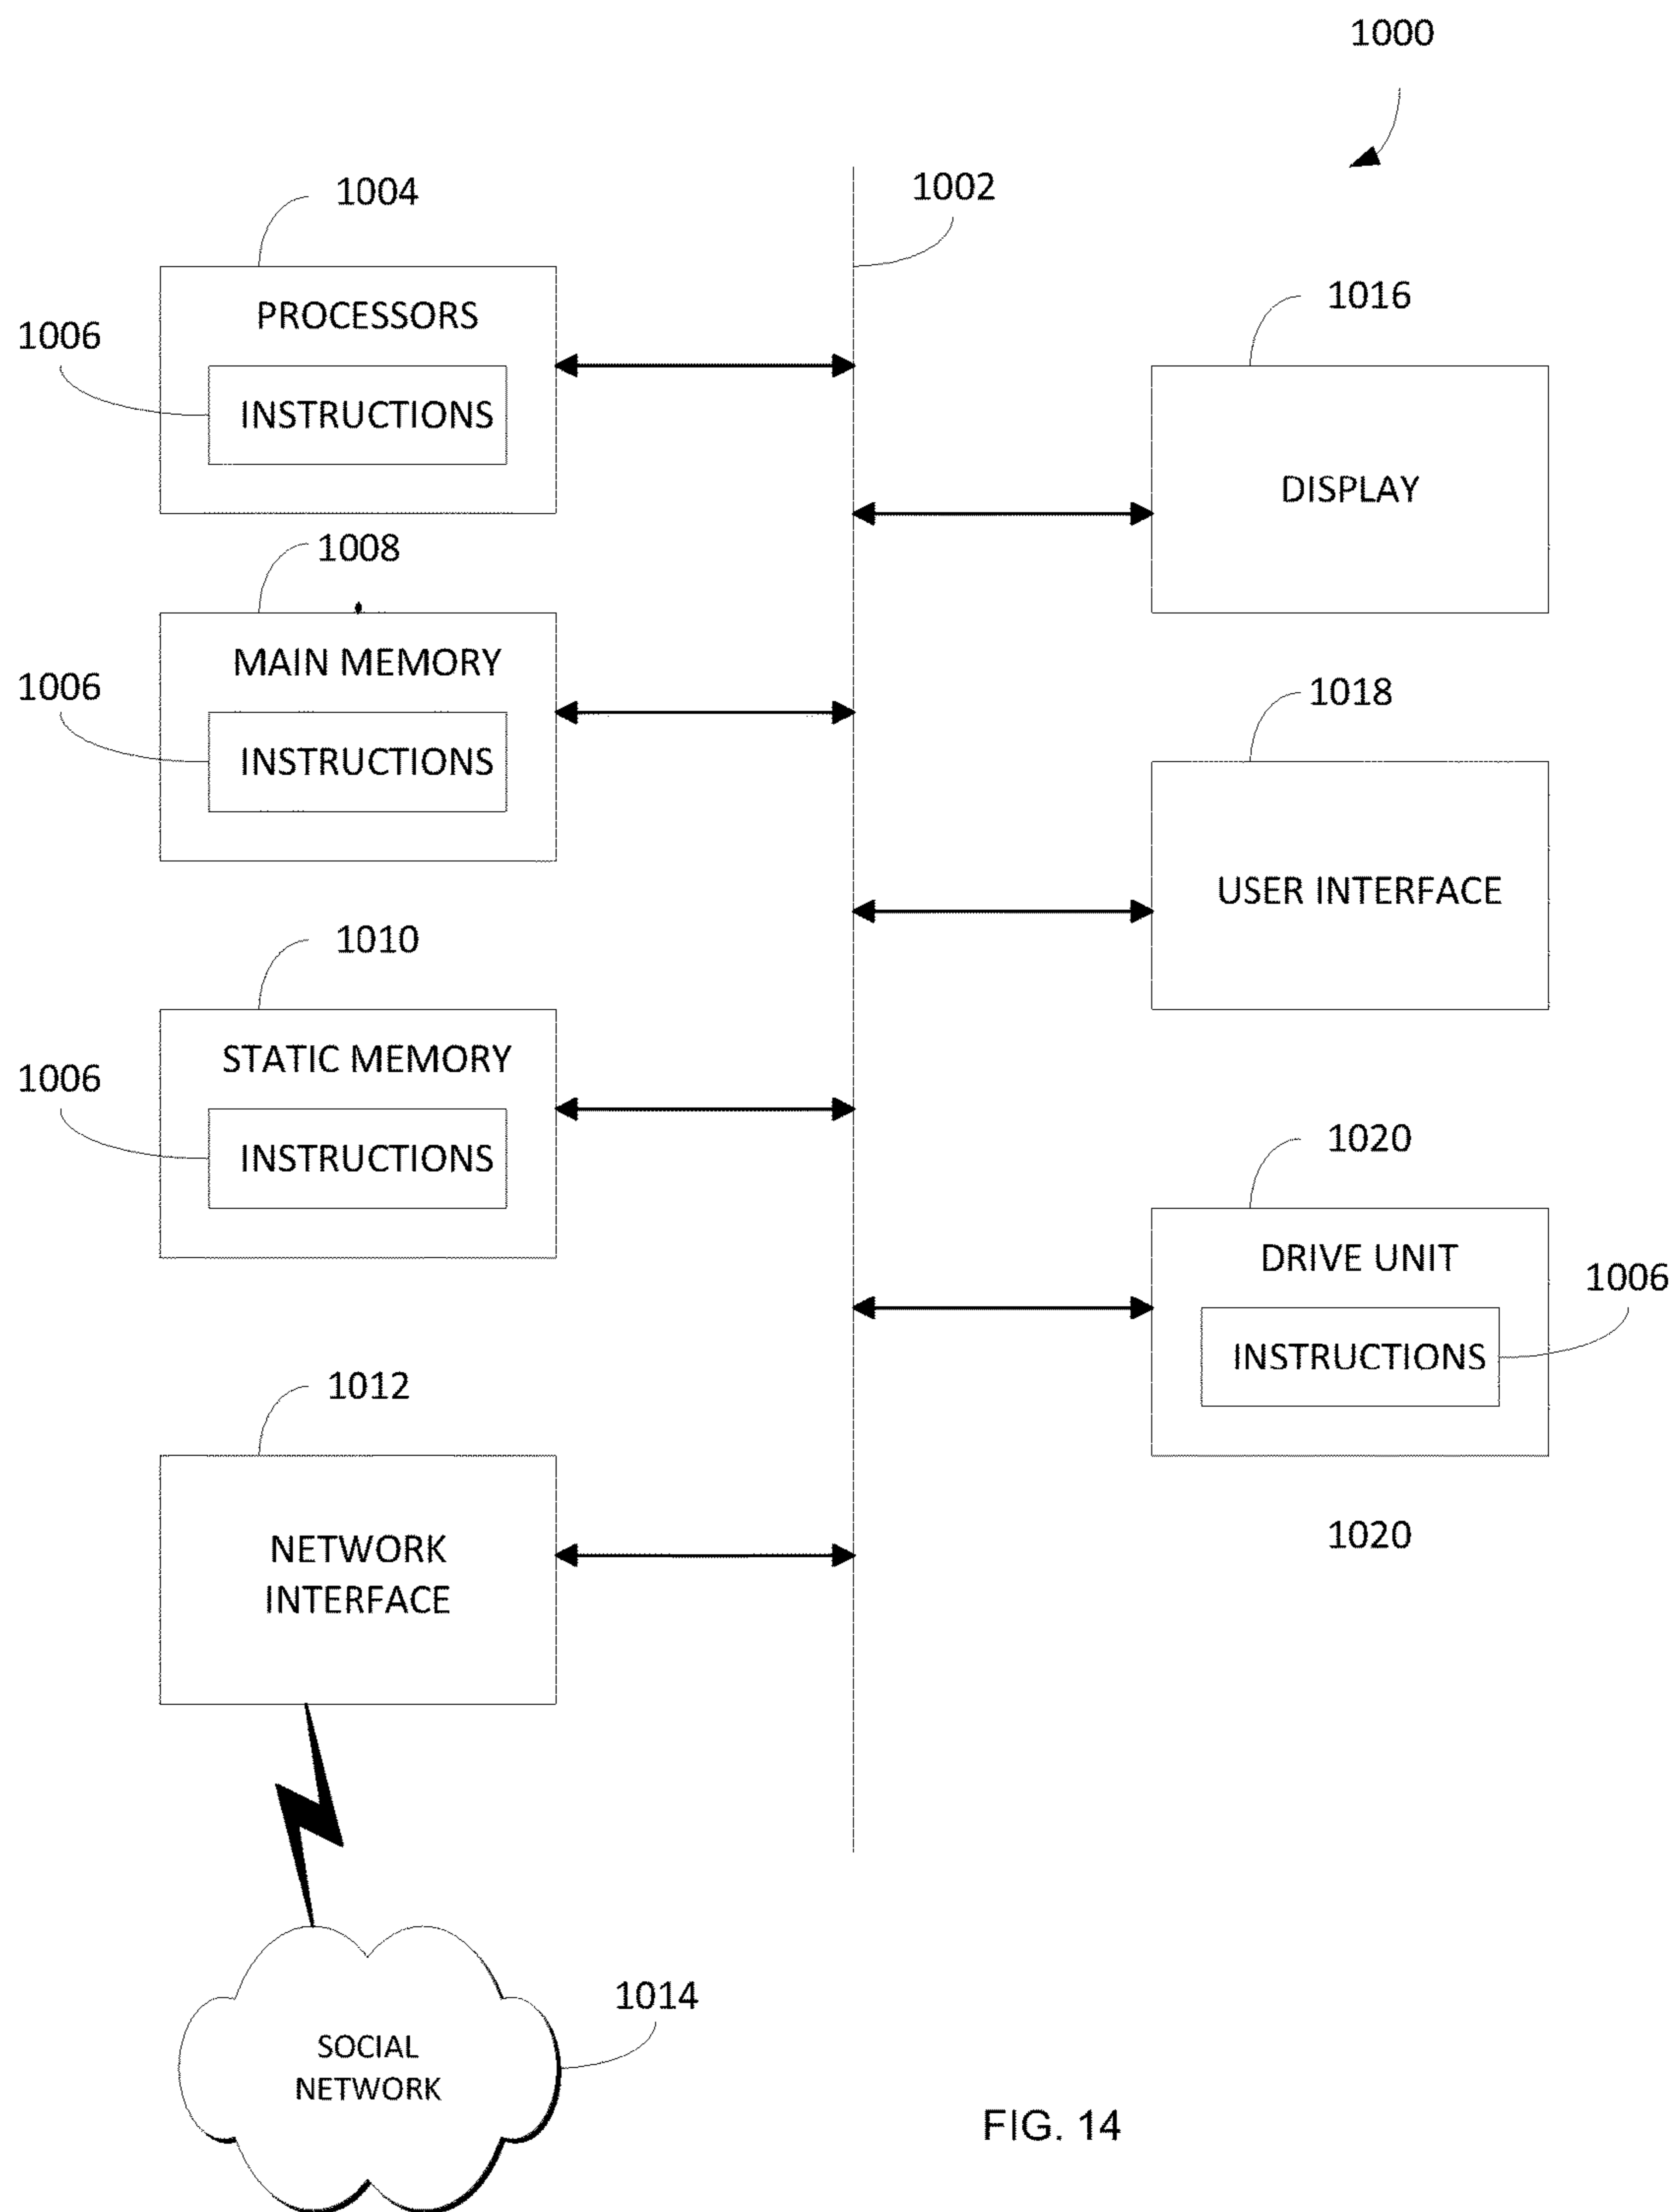 1000
1004
1002
PROCESSORS
1006
INSTRUCTIONS
1016
DISPLAY
1008
MAIN MEMORY
1006
INSTRUCTIONS
1018
USER INTERFACE
1010
STATIC MEMORY
1006
INSTRUCTIONS
1020
DRIVE UNIT
1006
INSTRUCTIONS
1012
NETWORK
INTERFACE
1020
1014
SOCIAL
NETWORK
FIG. 14